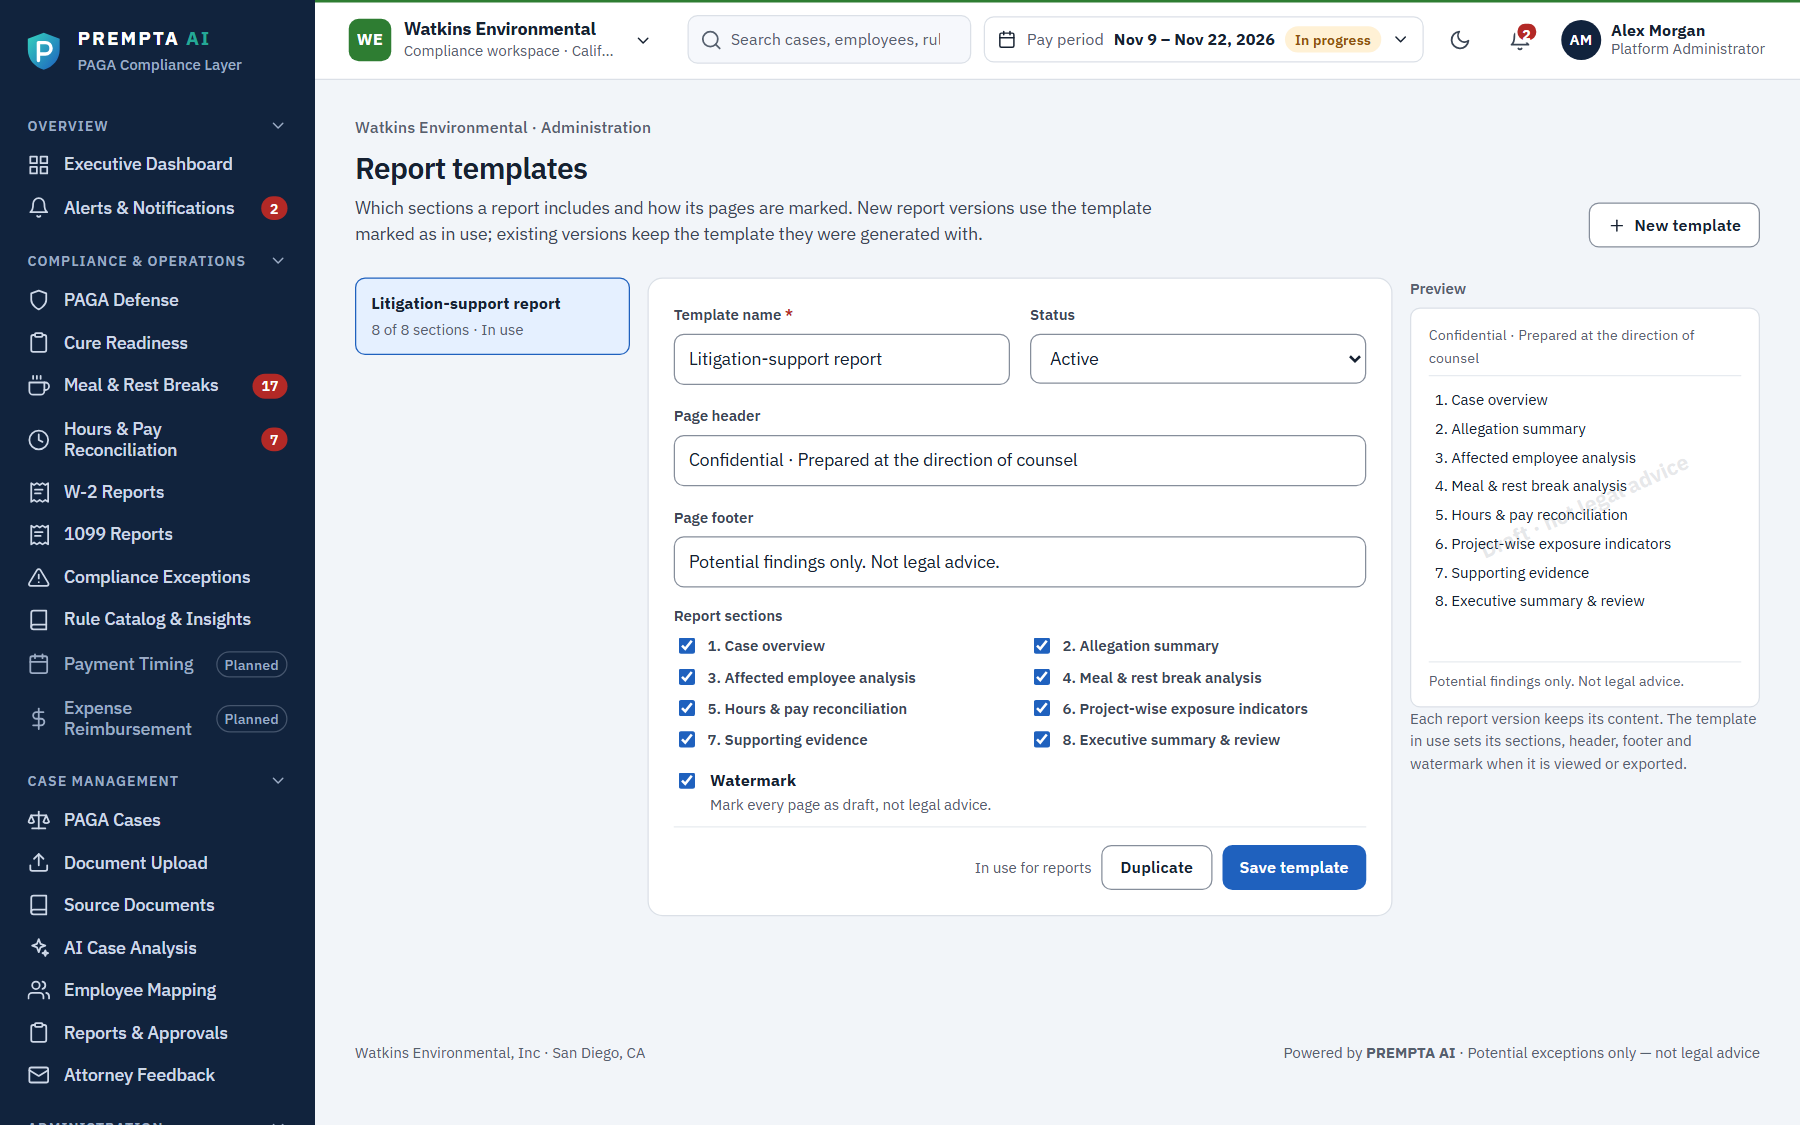 PREMPTA AI
PAGA Compliance Layer
OVERVIEW
Executive Dashboard
Alerts & Notifications 2
COMPLIANCE & OPERATIONS
PAGA Defense
Cure Readiness
Meal & Rest Breaks 17
Hours & Pay
Reconciliation 7
W-2 Reports
1099 Reports
Compliance Exceptions
Rule Catalog & Insights
Payment Timing Planned
Expense
Reimbursement Planned
CASE MANAGEMENT
PAGA Cases
Document Upload
Source Documents
AI Case Analysis
Employee Mapping
Reports & Approvals
Attorney Feedback
ADMINISTRATION
WE
Watkins Environmental
Compliance workspace · Calif...
Search cases, employees, rul
Pay period Nov 9 – Nov 22, 2026 In progress
2
AM
Alex Morgan
Platform Administrator
Watkins Environmental · Administration
Report templates
Which sections a report includes and how its pages are marked. New report versions use the template
marked as in use; existing versions keep the template they were generated with.
New template
Litigation-support report
8 of 8 sections · In use
Template name *
Litigation-support report
Status
Active
Page header
Confidential · Prepared at the direction of counsel
Page footer
Potential findings only. Not legal advice.
Report sections
1. Case overview
2. Allegation summary
3. Affected employee analysis
4. Meal & rest break analysis
5. Hours & pay reconciliation
6. Project-wise exposure indicators
7. Supporting evidence
8. Executive summary & review
Watermark
Mark every page as draft, not legal advice.
In use for reports
Duplicate
Save template
Preview
Confidential · Prepared at the direction of
counsel
1. Case overview
2. Allegation summary
3. Affected employee analysis
4. Meal & rest break analysis
5. Hours & pay reconciliation
6. Project-wise exposure indicators
7. Supporting evidence
8. Executive summary & review
Draft · not legal advice
Potential findings only. Not legal advice.
Each report version keeps its content. The template
in use sets its sections, header, footer and
watermark when it is viewed or exported.
Watkins Environmental, Inc · San Diego, CA
Powered by PREMPTA AI · Potential exceptions only — not legal advice